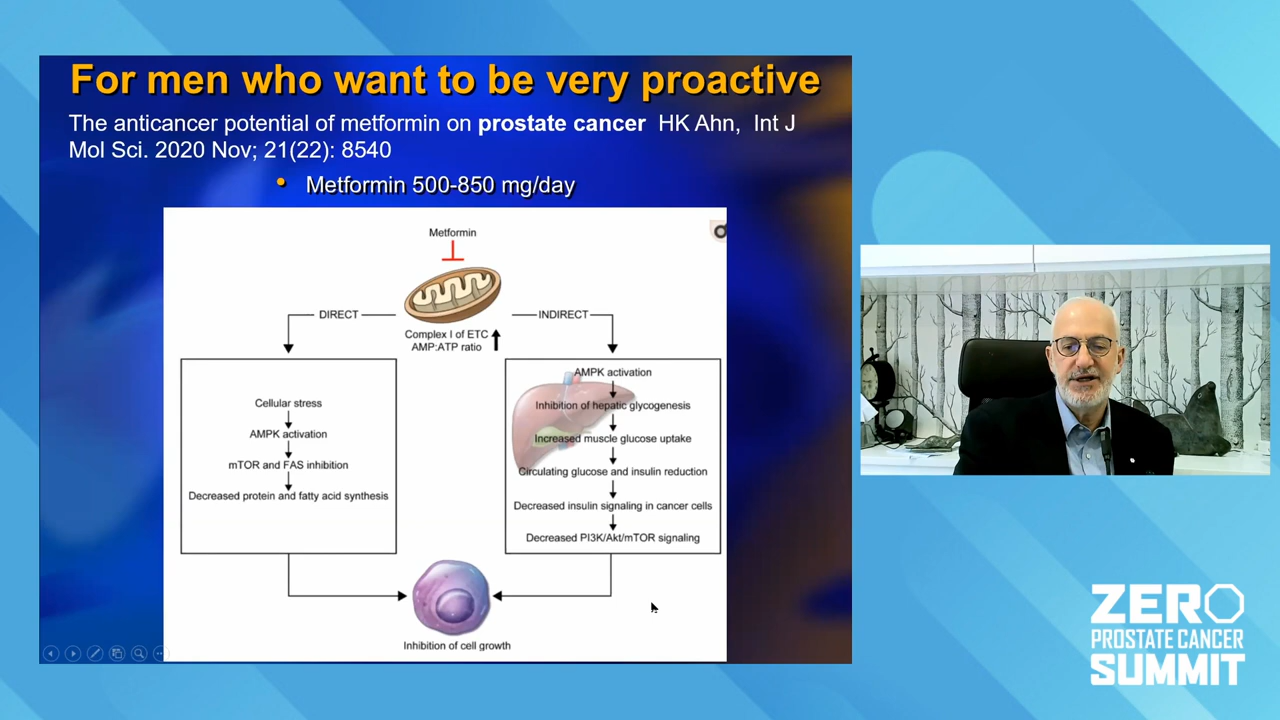 For men who want to be very proactive
The anticancer potential of metformin on prostate cancer HK Ahn, Int J
Mol Sci. 2020 Nov; 21(22): 8540
• Metformin 500-850 mg/day
Metformin
DIRECT
INDIRECT
Complex I of ETC
AMP:ATP ratio
Cellular stress
AMPK activation
mTOR and FAS inhibition
Decreased protein and fatty acid synthesis
AMPK activation
Inhibition of hepatic glycogenesis
Increased muscle glucose uptake
Circulating glucose and insulin reduction
Decreased insulin signaling in cancer cells
Decreased PI3K/Akt/mTOR signaling
Inhibition of cell growth
ZERO
PROSTATE CANCER
SUMMIT